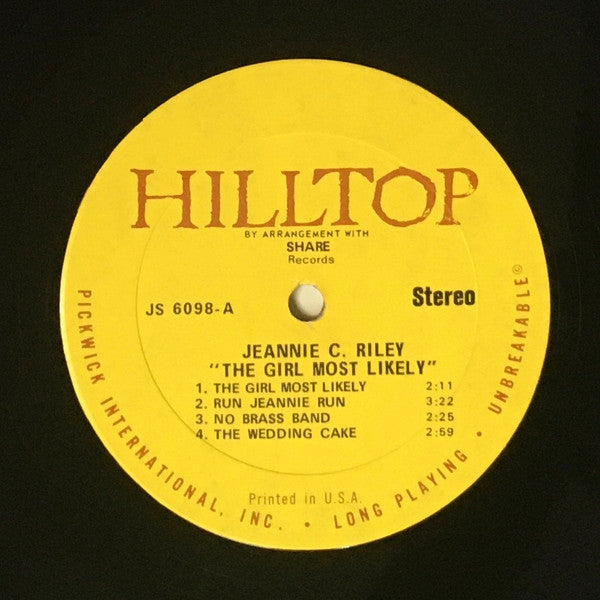 HILLTOP
BY ARRANGEMENT WITH
SHARE
Records
JS 6098-A
Stereo
JEANNIE C. RILEY
"THE GIRL MOST LIKELY"
1. THE GIRL MOST LIKELY 2:11
2. RUN JEANNIE RUN 3:22
3. NO BRASS BAND 2:25
4. THE WEDDING CAKE 2:59
Printed in U.S.A.
PICKWICK INTERNATIONAL, INC. • LONG PLAYING • UNBREAKABLE©